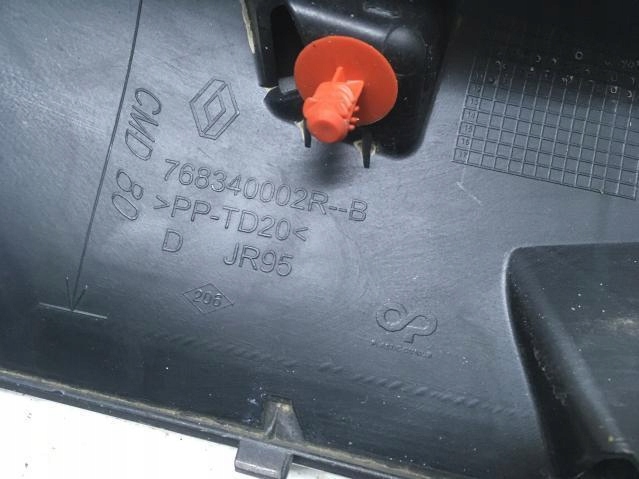 CMD 80
768340002R--B
>PP-TD20<
D JR95
206